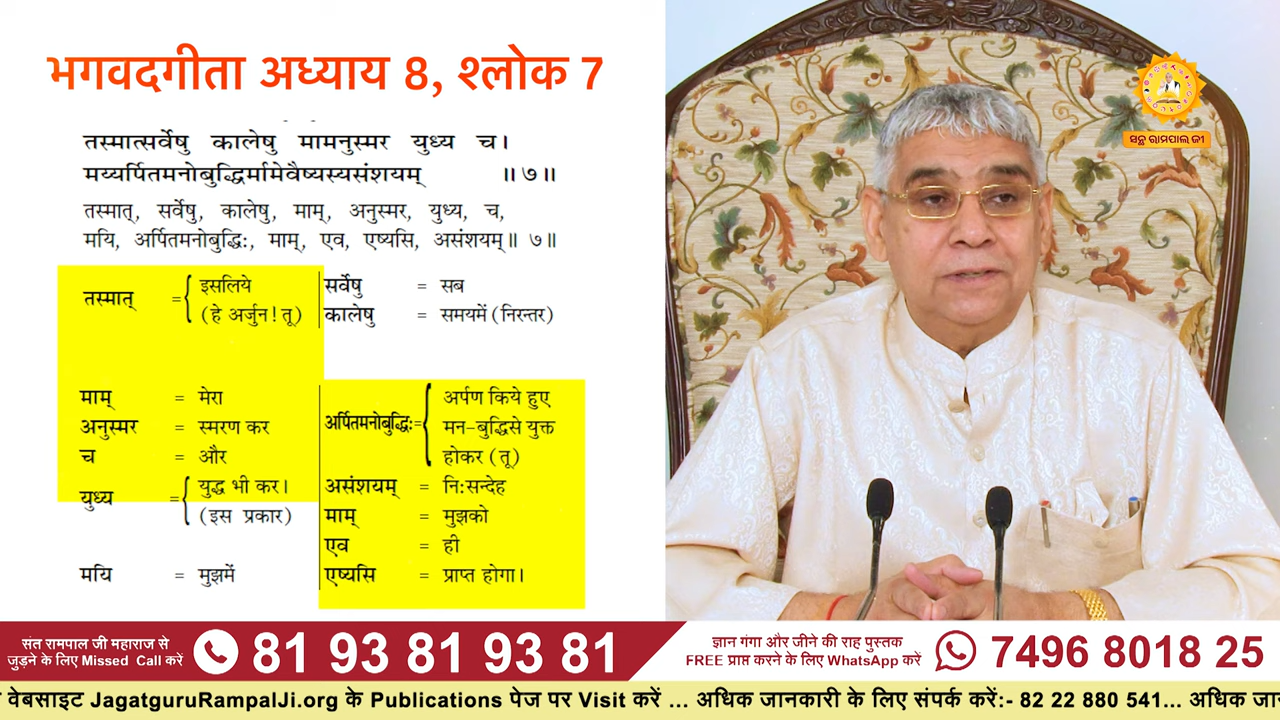 भगवदगीता अध्याय 8, श्लोक 7
तस्मात्सर्वेषु कालेषु मामनुस्मर युध्य च।
मय्यर्पितमनोबुद्धिर्मामेवैष्यस्यसंशयम् ॥ ७॥
तस्मात्, सर्वेषु, कालेषु, माम्, अनुस्मर, युध्य, च,
मयि, अर्पितमनोबुद्धिः, माम्, एव, एष्यसि, असंशयम्॥ ७॥
तस्मात् = { इसलिये
(हे अर्जुन! तू)
माम् = मेरा
अनुस्मर = स्मरण कर
च = और
युध्य = { युद्ध भी कर।
(इस प्रकार)
मयि = मुझमें
सर्वेषु = सब
कालेषु = समयमें (निरन्तर)
अर्पितमनोबुद्धिः = { अर्पण किये हुए
मन-बुद्धिसे युक्त
होकर (तू)
असंशयम् = निःसन्देह
माम् = मुझको
एव = ही
एष्यसि = प्राप्त होगा।
ਸਤ ਰਾਮਪਾਲ ਜੀ
संत रामपाल जी महाराज से
जुड़ने के लिए Missed Call करें
81 93 81 93 81
ज्ञान गंगा और जीने की राह पुस्तक
FREE प्राप्त करने के लिए WhatsApp करें
7496 8018 25
वेबसाइट JagatguruRampalJi.org के Publications पेज पर Visit करें ... अधिक जानकारी के लिए संपर्क करें:- 82 22 880 541... अधिक